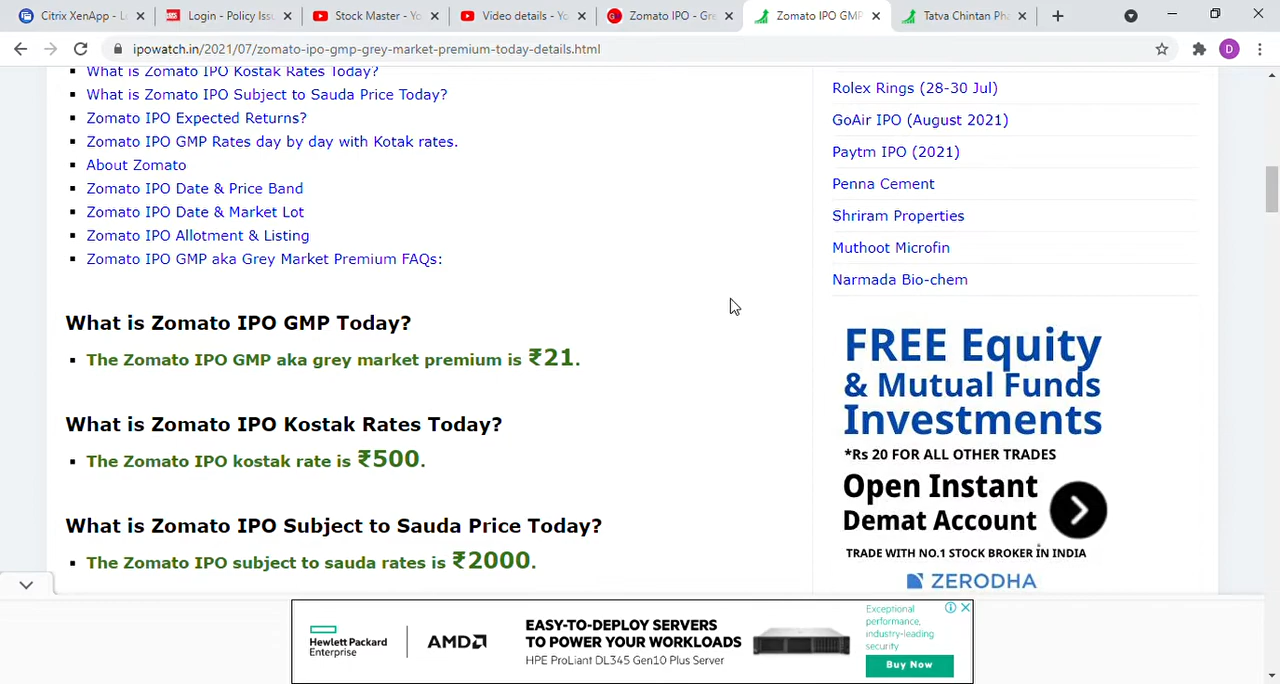 Citrix XenApp - Lo
Login - Policy Issu
Stock Master - Yo
Video details - Yo
Zomato IPO - Gre
Zomato IPO GMP
Tatva Chintan Pha
ipowatch.in/2021/07/zomato-ipo-gmp-grey-market-premium-today-details.html
D
What is Zomato IPO Kostak Rates Today?
What is Zomato IPO Subject to Sauda Price Today?
Zomato IPO Expected Returns?
Zomato IPO GMP Rates day by day with Kotak rates.
About Zomato
Zomato IPO Date & Price Band
Zomato IPO Date & Market Lot
Zomato IPO Allotment & Listing
Zomato IPO GMP aka Grey Market Premium FAQs:
What is Zomato IPO GMP Today?
The Zomato IPO GMP aka grey market premium is ₹21.
What is Zomato IPO Kostak Rates Today?
The Zomato IPO kostak rate is ₹500.
What is Zomato IPO Subject to Sauda Price Today?
The Zomato IPO subject to sauda rates is ₹2000.
Rolex Rings (28-30 Jul)
GoAir IPO (August 2021)
Paytm IPO (2021)
Penna Cement
Shriram Properties
Muthoot Microfin
Narmada Bio-chem
FREE Equity
& Mutual Funds
Investments
*Rs 20 FOR ALL OTHER TRADES
Open Instant
Demat Account
TRADE WITH NO.1 STOCK BROKER IN INDIA
ZERODHA
Hewlett Packard
Enterprise
AMD
EASY-TO-DEPLOY SERVERS
TO POWER YOUR WORKLOADS
HPE ProLiant DL345 Gen10 Plus Server
Exceptional
performance,
industry-leading
security
Buy Now